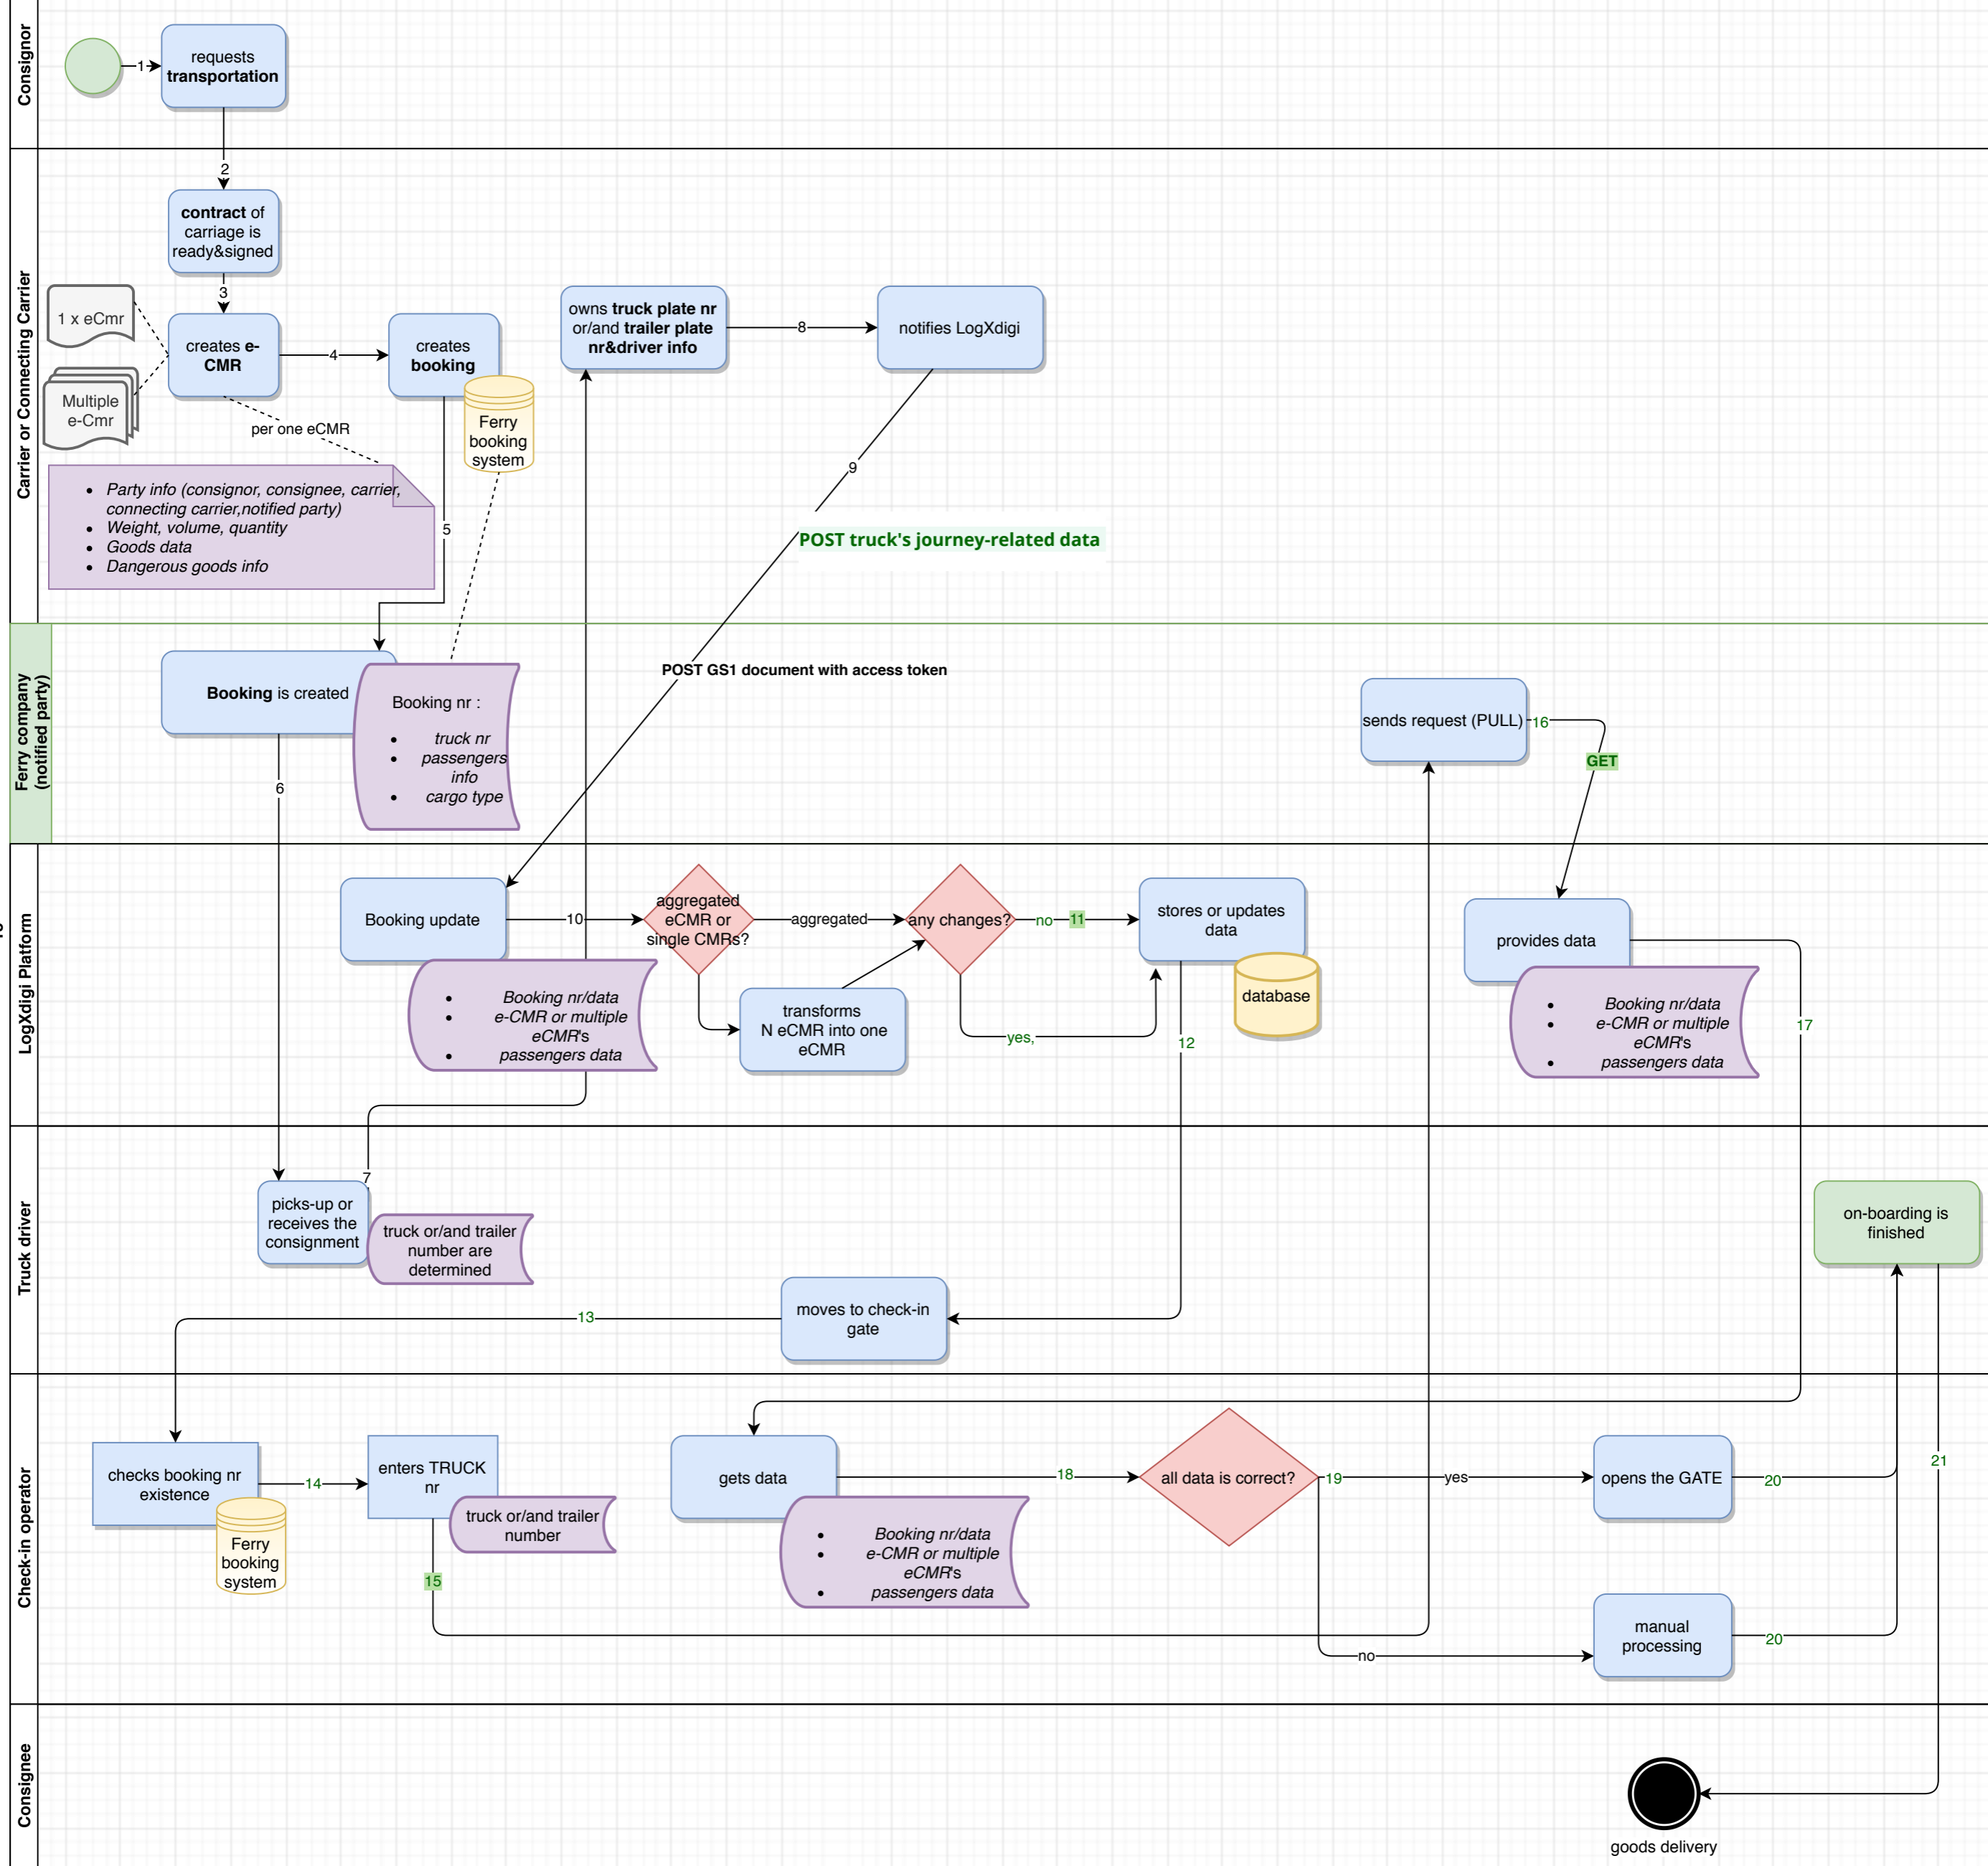 Consignor
1
requests
transportation
2
Carrier or Connecting Carrier
contract of
carriage is
ready&signed
3
1 x eCmr
Multiple
e-Cmr
creates e-
CMR
4
creates
booking
Ferry
booking
system
owns truck plate nr
or/and trailer plate
nr&driver info
8
notifies LogXdigi
per one eCMR
9
• Party info (consignor, consignee, carrier,
connecting carrier,notified party)
• Weight, volume, quantity
• Goods data
• Dangerous goods info
5
POST truck's journey-related data
Ferry company
(notified party)
Booking is created
Booking nr :
• truck nr
• passengers
info
• cargo type
POST GS1 document with access token
6
sends request (PULL)
16
GET
LogXdigi Platform
Booking update
10
aggregated
eCMR or
single CMRs?
aggregated
any changes?
no
11
stores or updates
data
database
provides data
• Booking nr/data
• e-CMR or multiple
eCMR's
• passengers data
transforms
N eCMR into one
eCMR
yes,
12
• Booking nr/data
• e-CMR or multiple
eCMR's
• passengers data
17
Truck driver
7
picks-up or
receives the
consignment
truck or/and trailer
number are
determined
on-boarding is
finished
13
moves to check-in
gate
Check-in operator
checks booking nr
existence
Ferry
booking
system
14
enters TRUCK
nr
truck or/and trailer
number
15
gets data
• Booking nr/data
• e-CMR or multiple
eCMR's
• passengers data
18
all data is correct?
19
yes
opens the GATE
20
21
no
manual
processing
20
Consignee
goods delivery